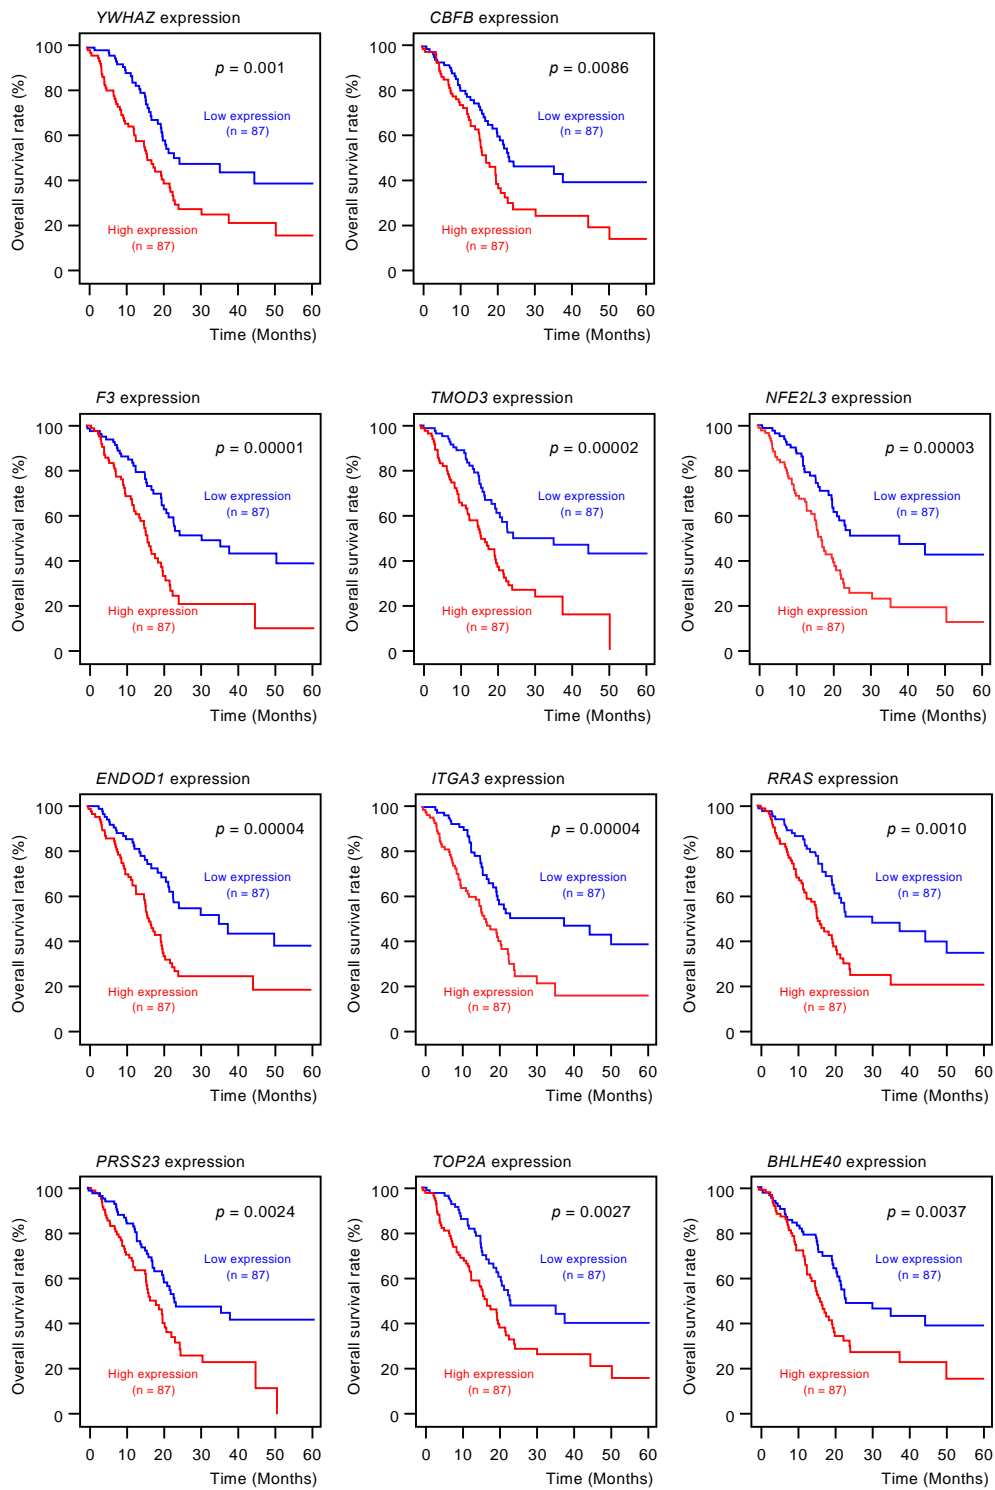 YWHAZ expression
Overall survival rate (%)
100
80
60
40
20
0
p = 0.001
Low expression
(n = 87)
High expression
(n = 87)
0 10 20 30 40 50 60
Time (Months)
CBFB expression
Overall survival rate (%)
100
80
60
40
20
0
p = 0.0086
Low expression
(n = 87)
High expression
(n = 87)
0 10 20 30 40 50 60
Time (Months)
F3 expression
Overall survival rate (%)
100
80
60
40
20
0
p = 0.00001
Low expression
(n = 87)
High expression
(n = 87)
0 10 20 30 40 50 60
Time (Months)
TMOD3 expression
Overall survival rate (%)
100
80
60
40
20
0
p = 0.00002
Low expression
(n = 87)
High expression
(n = 87)
0 10 20 30 40 50 60
Time (Months)
NFE2L3 expression
Overall survival rate (%)
100
80
60
40
20
0
p = 0.00003
Low expression
(n = 87)
High expression
(n = 87)
0 10 20 30 40 50 60
Time (Months)
ENDOD1 expression
Overall survival rate (%)
100
80
60
40
20
0
p = 0.00004
Low expression
(n = 87)
High expression
(n = 87)
0 10 20 30 40 50 60
Time (Months)
ITGA3 expression
Overall survival rate (%)
100
80
60
40
20
0
p = 0.00004
Low expression
(n = 87)
High expression
(n = 87)
0 10 20 30 40 50 60
Time (Months)
RRAS expression
Overall survival rate (%)
100
80
60
40
20
0
p = 0.0010
Low expression
(n = 87)
High expression
(n = 87)
0 10 20 30 40 50 60
Time (Months)
PRSS23 expression
Overall survival rate (%)
100
80
60
40
20
0
p = 0.0024
Low expression
(n = 87)
High expression
(n = 87)
0 10 20 30 40 50 60
Time (Months)
TOP2A expression
Overall survival rate (%)
100
80
60
40
20
0
p = 0.0027
Low expression
(n = 87)
High expression
(n = 87)
0 10 20 30 40 50 60
Time (Months)
BHLHE40 expression
Overall survival rate (%)
100
80
60
40
20
0
p = 0.0037
Low expression
(n = 87)
High expression
(n = 87)
0 10 20 30 40 50 60
Time (Months)